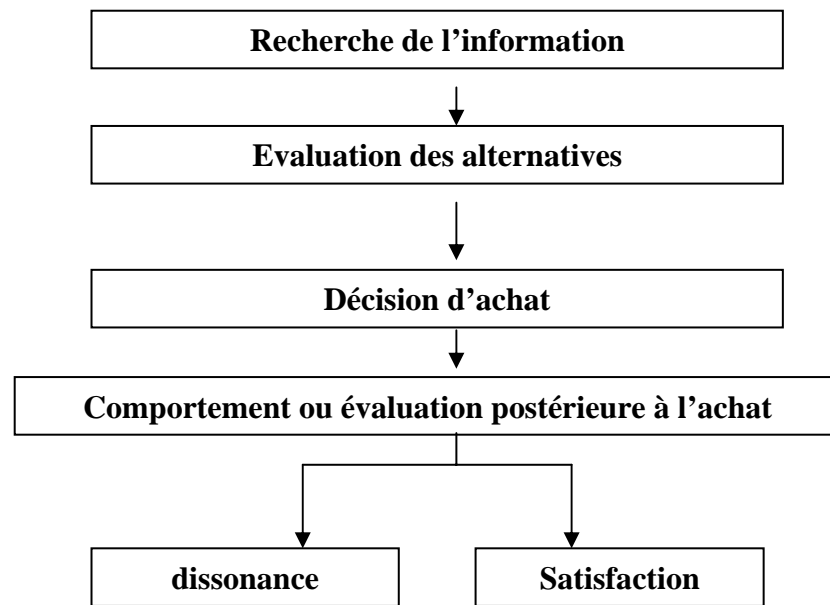 Recherche de l’information
Evaluation des alternatives
Décision d’achat
Comportement ou évaluation postérieure à l’achat
dissonance
Satisfaction